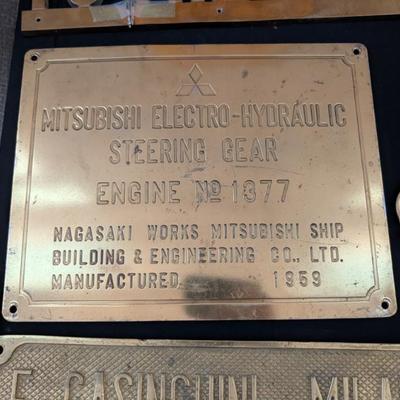 MITSUBISHI ELECTRO-HYDRAULIC
STEERING GEAR
ENGINE No 1377
NAGASAKI WORKS MITSUBISHI SHIP
BUILDING & ENGINEERING CO., LTD.
MANUFACTURED 1959